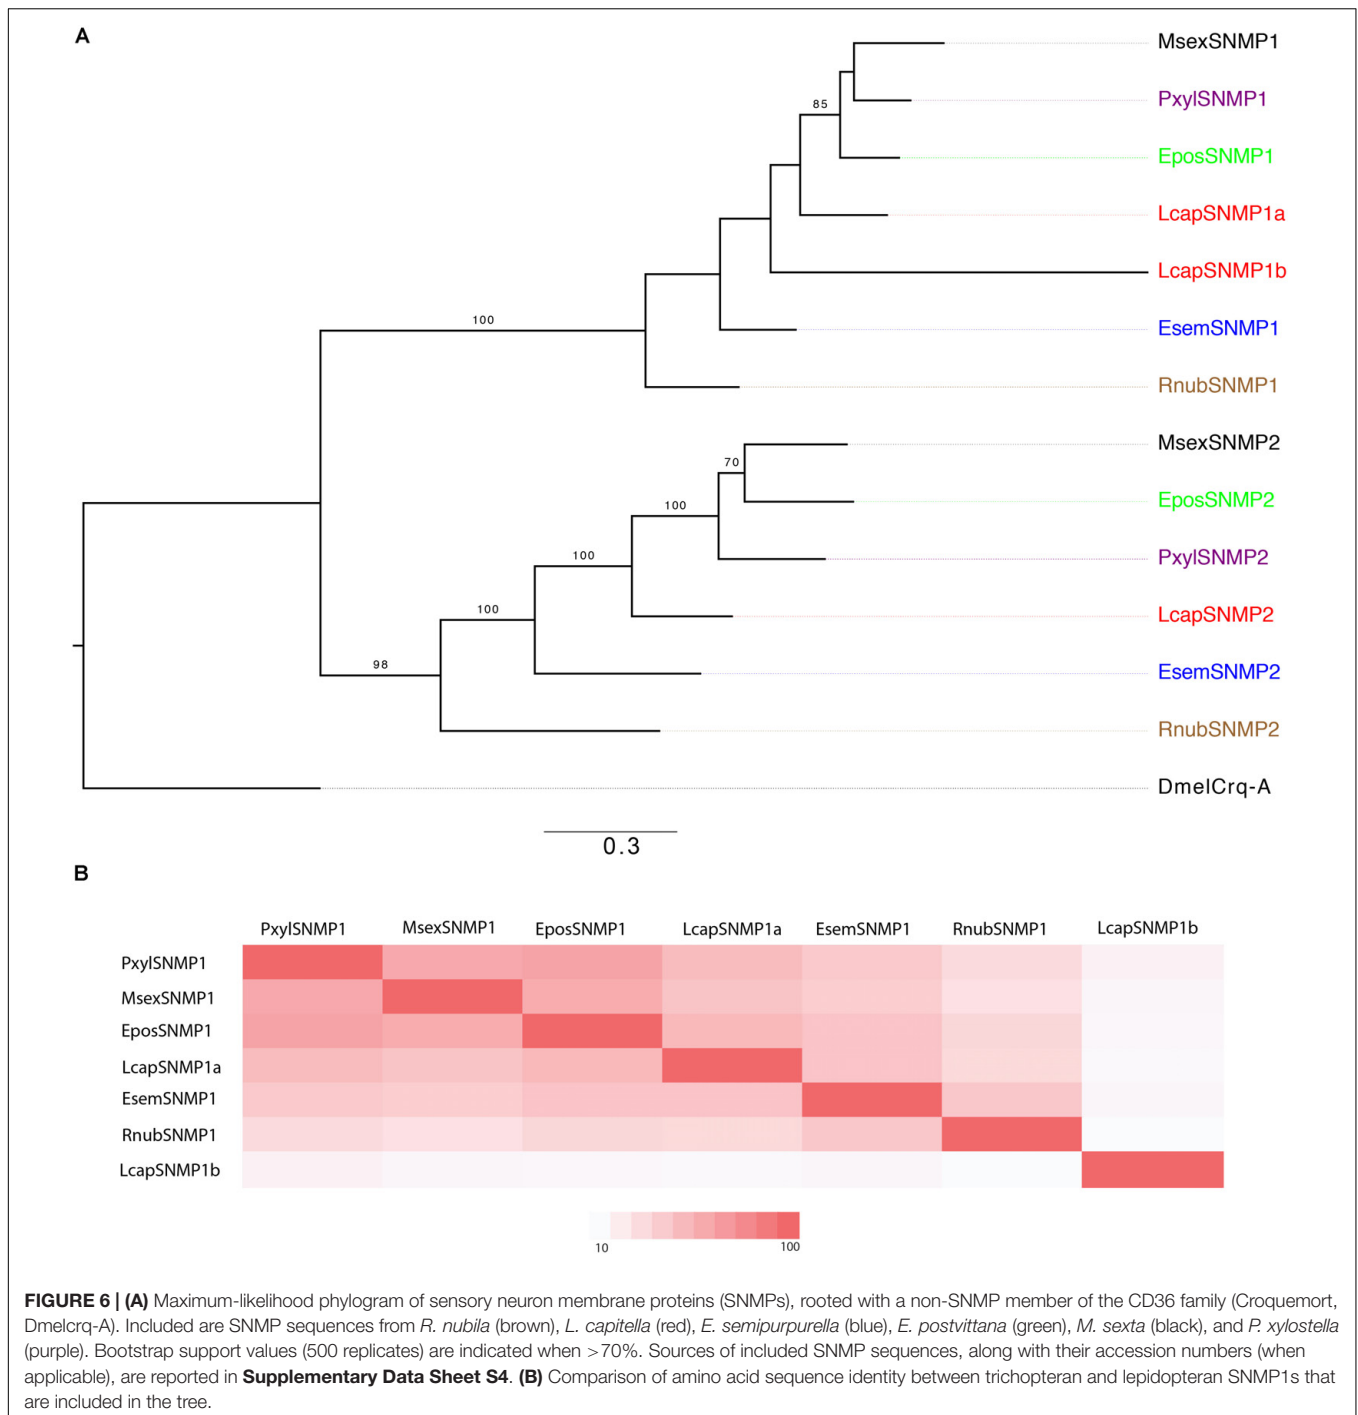 A
MsexSNMP1
PxylSNMP1
85
EposSNMP1
LcapSNMP1a
LcapSNMP1b
100
EsemSNMP1
RnubSNMP1
MsexSNMP2
70
EposSNMP2
100
PxylSNMP2
100
LcapSNMP2
100
EsemSNMP2
98
RnubSNMP2
DmelCrq-A
0.3
B
PxylSNMP1 MsexSNMP1 EposSNMP1 LcapSNMP1a EsemSNMP1 RnubSNMP1 LcapSNMP1b
PxylSNMP1
MsexSNMP1
EposSNMP1
LcapSNMP1a
EsemSNMP1
RnubSNMP1
LcapSNMP1b
10 100
FIGURE 6 | (A) Maximum-likelihood phylogram of sensory neuron membrane proteins (SNMPs), rooted with a non-SNMP member of the CD36 family (Croquemort,
Dmelcrq-A). Included are SNMP sequences from R. nubila (brown), L. capitella (red), E. semipurpurella (blue), E. postvittana (green), M. sexta (black), and P. xylostella
(purple). Bootstrap support values (500 replicates) are indicated when >70%. Sources of included SNMP sequences, along with their accession numbers (when
applicable), are reported in Supplementary Data Sheet S4. (B) Comparison of amino acid sequence identity between trichopteran and lepidopteran SNMP1s that
are included in the tree.